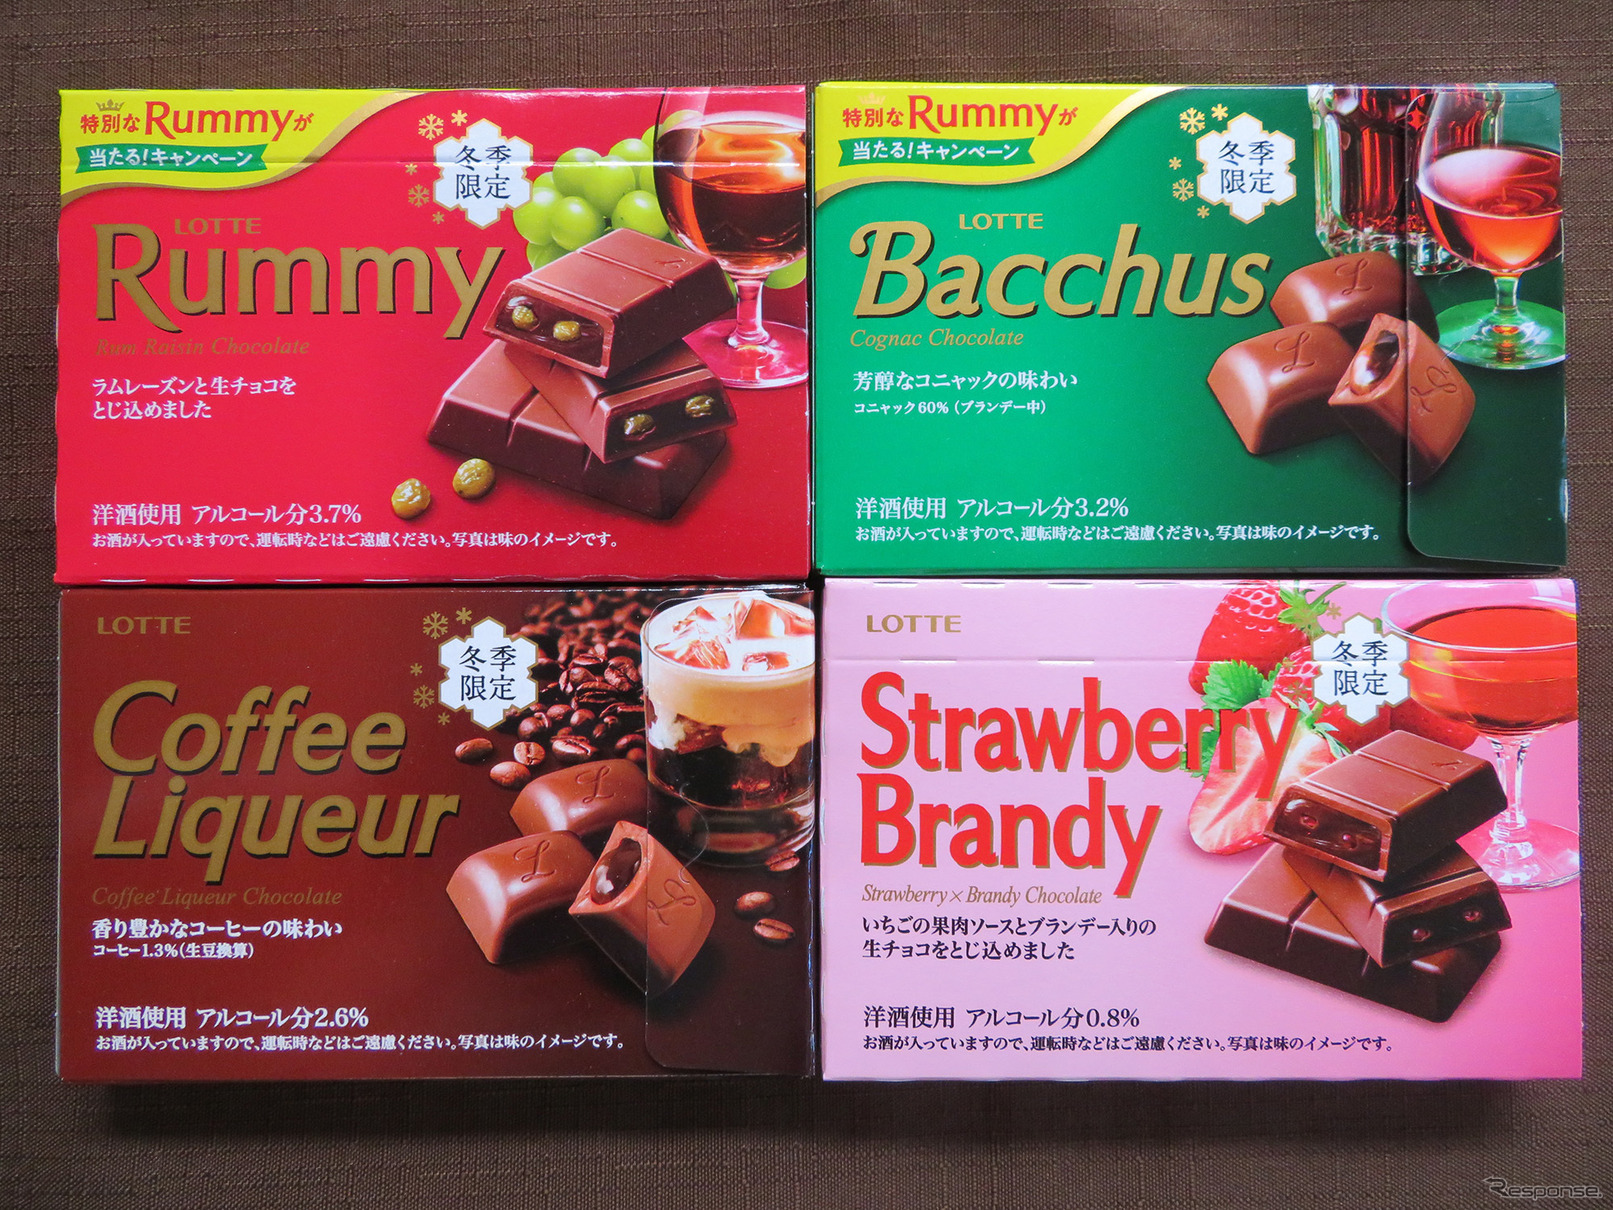 特別なRummyが
当たる!キャンペーン
冬季
限定
LOTTE
Rummy
Rum Raisin Chocolate
ラムレーズンと生チョコを
とじ込めました
洋酒使用 アルコール分3.7%
お酒が入っていますので、運転時などはご遠慮ください。写真は味のイメージです。
特別なRummyが
当たる!キャンペーン
冬季
限定
LOTTE
Bacchus
Cognac Chocolate
芳醇なコニャックの味わい
コニャック60%(ブランデー中)
洋酒使用 アルコール分3.2%
お酒が入っていますので、運転時などはご遠慮ください。写真は味のイメージです。
LOTTE
冬季
限定
Coffee
Liqueur
Coffee Liqueur Chocolate
香り豊かなコーヒーの味わい
コーヒー1.3%(生豆換算)
洋酒使用 アルコール分2.6%
お酒が入っていますので、運転時などはご遠慮ください。写真は味のイメージです。
LOTTE
冬季
限定
Strawberry
Brandy
Strawberry×Brandy Chocolate
いちごの果肉ソースとブランデー入りの
生チョコをとじ込めました
洋酒使用 アルコール分0.8%
お酒が入っていますので、運転時などはご遠慮ください。写真は味のイメージです。
Response.